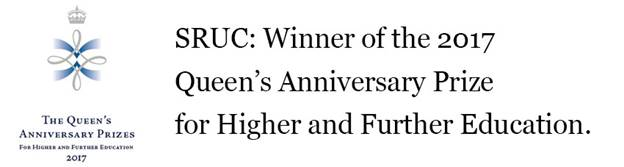 SRUC: Winner of the 2017
Queen’s Anniversary Prize
for Higher and Further Education.
THE QUEEN'S
ANNIVERSARY PRIZES
FOR HIGHER AND FURTHER EDUCATION
2017